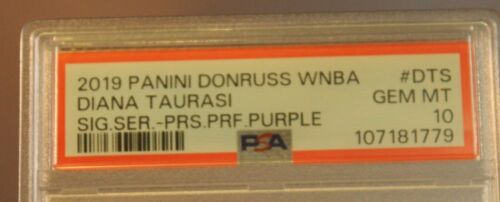 2019 PANINI DONRUSS WNBA #DTS
DIANA TAURASI GEM MT
SIG.SER.-PRS.PRF.PURPLE 10
PSA 107181779